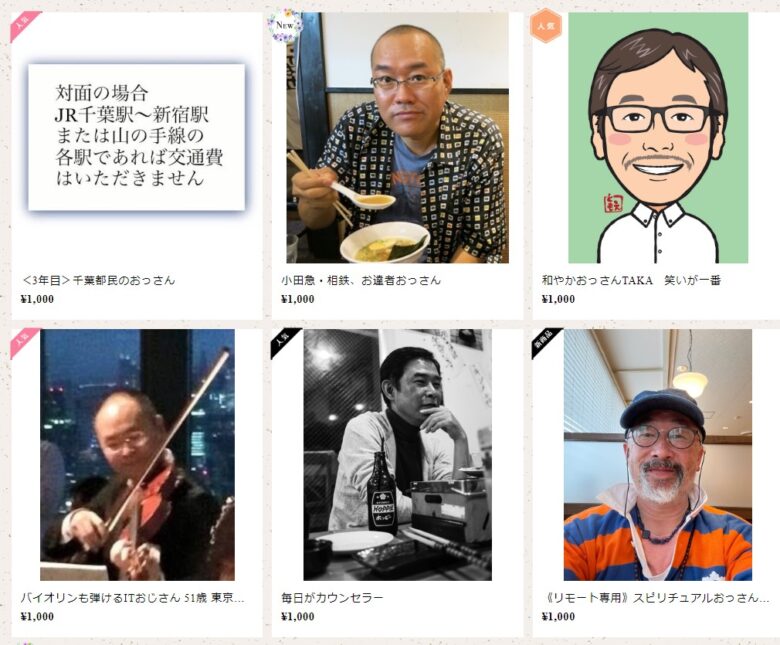 人気
対面の場合
JR千葉駅～新宿駅
または山の手線の
各駅であれば交通費
はいただきません
＜3年目＞千葉都民のおっさん
¥1,000
New
小田急・相鉄、お達者おっさん
¥1,000
人気
和やかおっさんTAKA　笑いが一番
¥1,000
人気
バイオリンも弾けるITおじさん 51歳 東京…
¥1,000
人気
HOPPY
ホッピー
毎日がカウンセラー
¥1,000
新商品
《リモート専用》スピリチュアルおっさん…
¥1,000